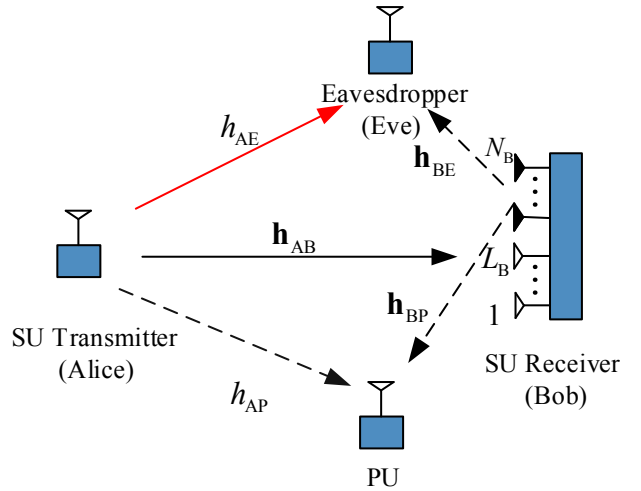 Eavesdropper
(Eve)
h_AE
h_BE
N_B
h_AB
L_B
h_BP
1
SU Transmitter
(Alice)
SU Receiver
(Bob)
h_AP
PU